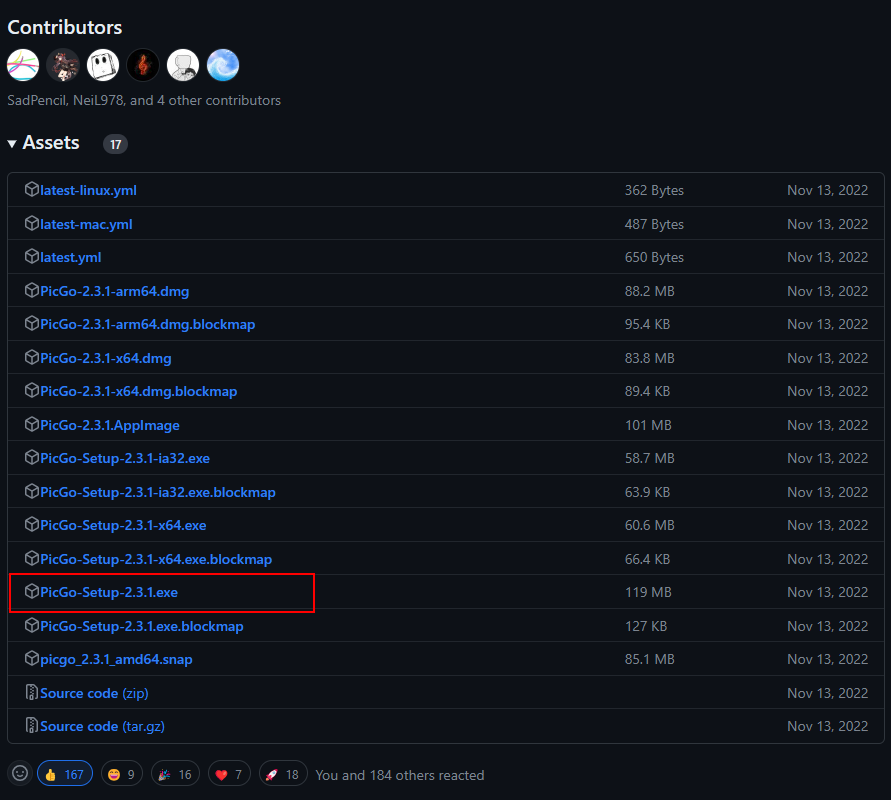 Contributors
SadPencil, NeiL978, and 4 other contributors
Assets 17
latest-linux.yml 362 Bytes Nov 13, 2022
latest-mac.yml 487 Bytes Nov 13, 2022
latest.yml 650 Bytes Nov 13, 2022
PicGo-2.3.1-arm64.dmg 88.2 MB Nov 13, 2022
PicGo-2.3.1-arm64.dmg.blockmap 95.4 KB Nov 13, 2022
PicGo-2.3.1-x64.dmg 83.8 MB Nov 13, 2022
PicGo-2.3.1-x64.dmg.blockmap 89.4 KB Nov 13, 2022
PicGo-2.3.1.AppImage 101 MB Nov 13, 2022
PicGo-Setup-2.3.1-ia32.exe 58.7 MB Nov 13, 2022
PicGo-Setup-2.3.1-ia32.exe.blockmap 63.9 KB Nov 13, 2022
PicGo-Setup-2.3.1-x64.exe 60.6 MB Nov 13, 2022
PicGo-Setup-2.3.1-x64.exe.blockmap 66.4 KB Nov 13, 2022
PicGo-Setup-2.3.1.exe 119 MB Nov 13, 2022
PicGo-Setup-2.3.1.exe.blockmap 127 KB Nov 13, 2022
picgo_2.3.1_amd64.snap 85.1 MB Nov 13, 2022
Source code (zip) Nov 13, 2022
Source code (tar.gz) Nov 13, 2022
167 9 16 7 18 You and 184 others reacted